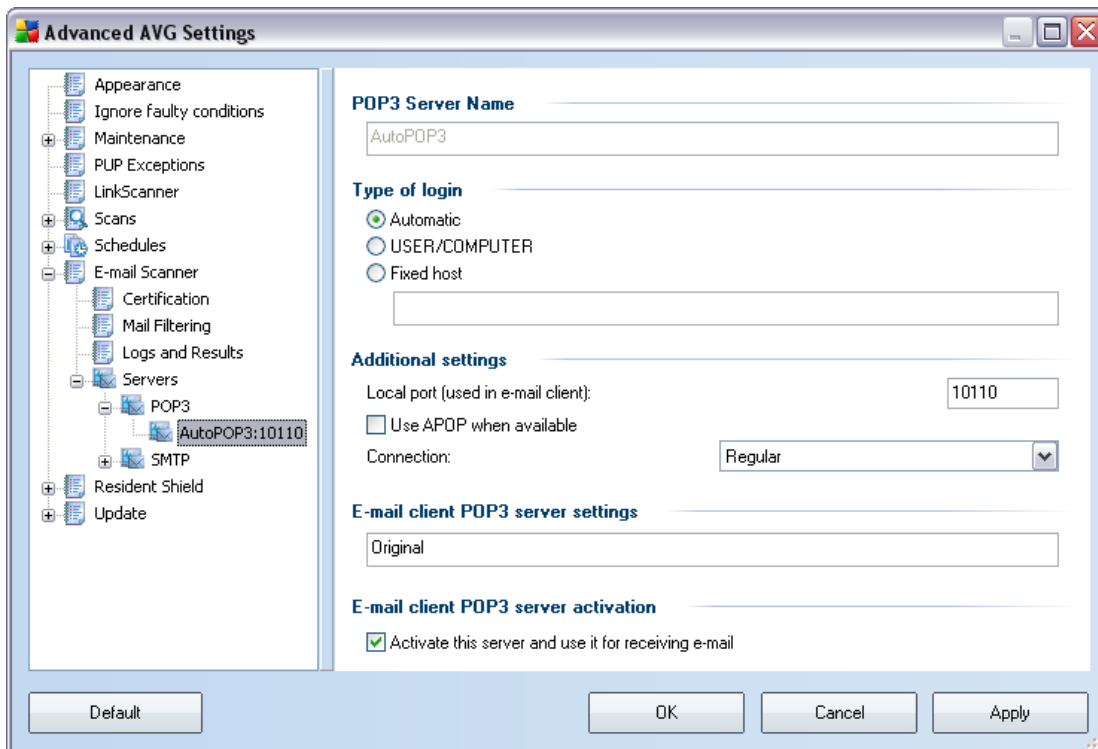 Advanced AVG Settings
Appearance
Ignore faulty conditions
Maintenance
PUP Exceptions
LinkScanner
Scans
Schedules
E-mail Scanner
Certification
Mail Filtering
Logs and Results
Servers
POP3
AutoPOP3:10110
SMTP
Resident Shield
Update
POP3 Server Name
AutoPOP3
Type of login
Automatic
USER/COMPUTER
Fixed host
Additional settings
Local port (used in e-mail client): 10110
Use APOP when available
Connection: Regular
E-mail client POP3 server settings
Original
E-mail client POP3 server activation
Activate this server and use it for receiving e-mail
Default OK Cancel Apply